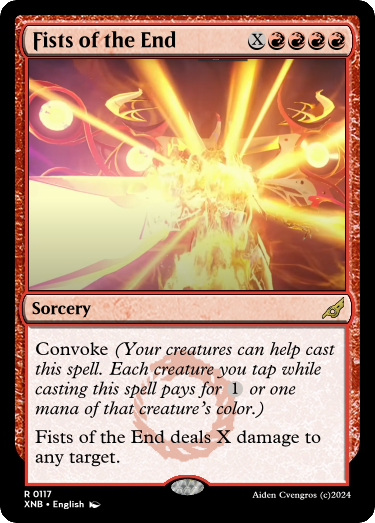 Fists of the End X
Sorcery
Convoke (Your creatures can help cast
this spell. Each creature you tap while
casting this spell pays for 1 or one
mana of that creature's color.)
Fists of the End deals X damage to
any target.
R 0117
XNB • English Aiden Cvengros (c)2024